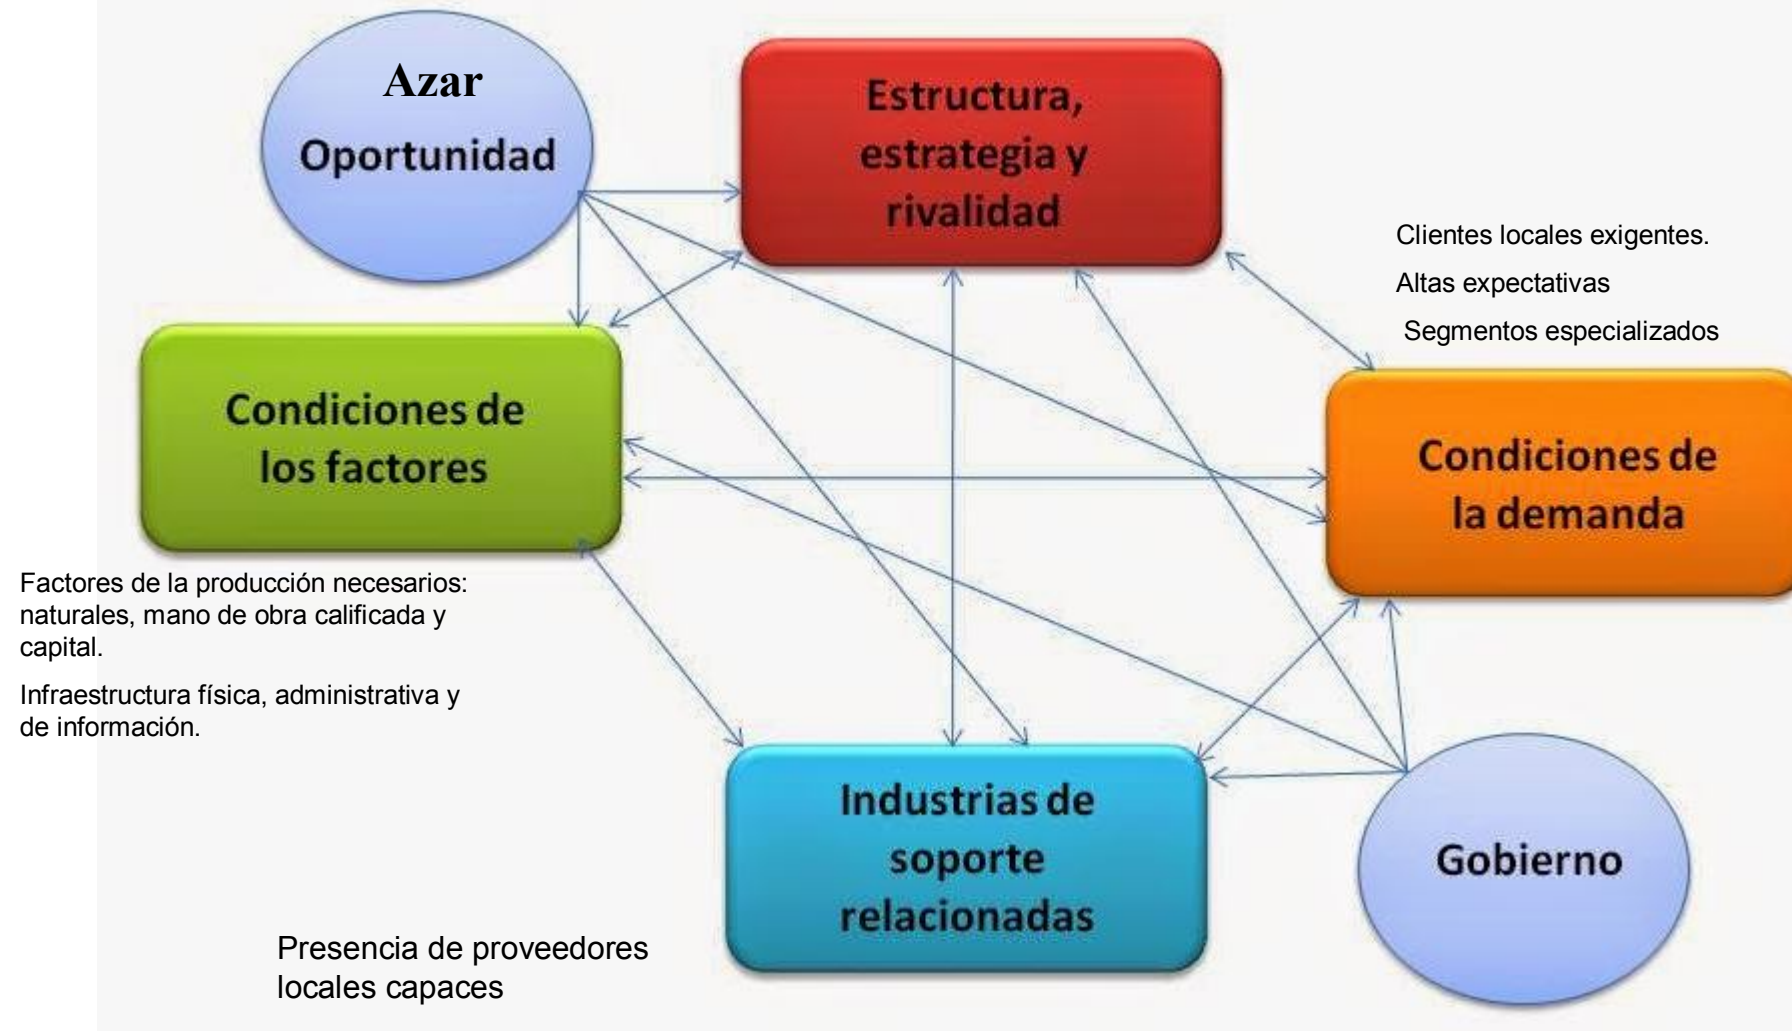 Azar
Oportunidad
Estructura,
estrategia y
rivalidad
Clientes locales exigentes.
Altas expectativas
Segmentos especializados
Condiciones de
los factores
Condiciones de
la demanda
Factores de la producción necesarios:
naturales, mano de obra calificada y
capital.
Infraestructura física, administrativa y
de información.
Industrias de
soporte
relacionadas
Gobierno
Presencia de proveedores
locales capaces